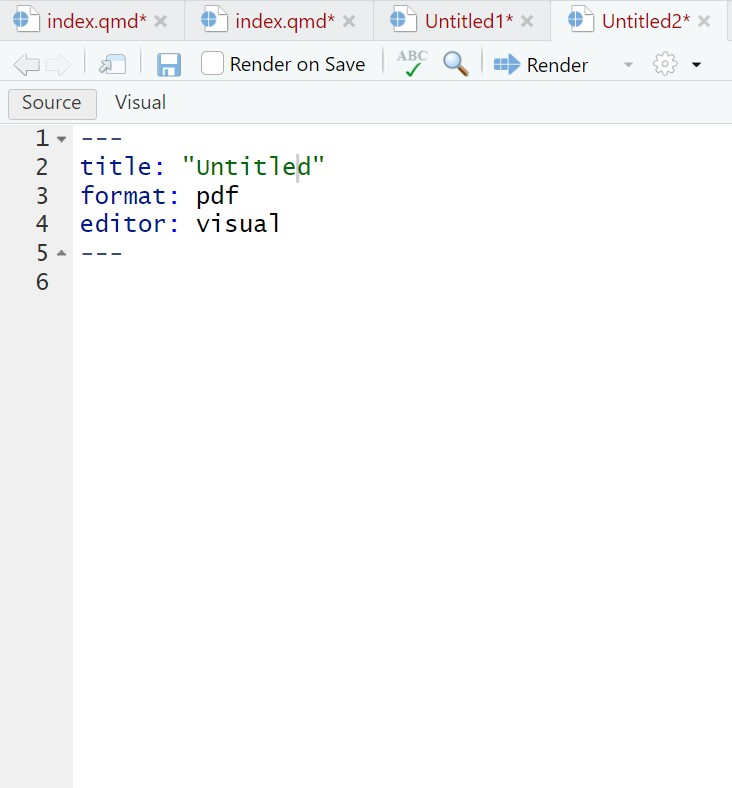 index.qmd* index.qmd* Untitled1* Untitled2*
Render on Save ABC Render
Source Visual
1 ---
2 title: "Untitled"
3 format: pdf
4 editor: visual
5 ---
6